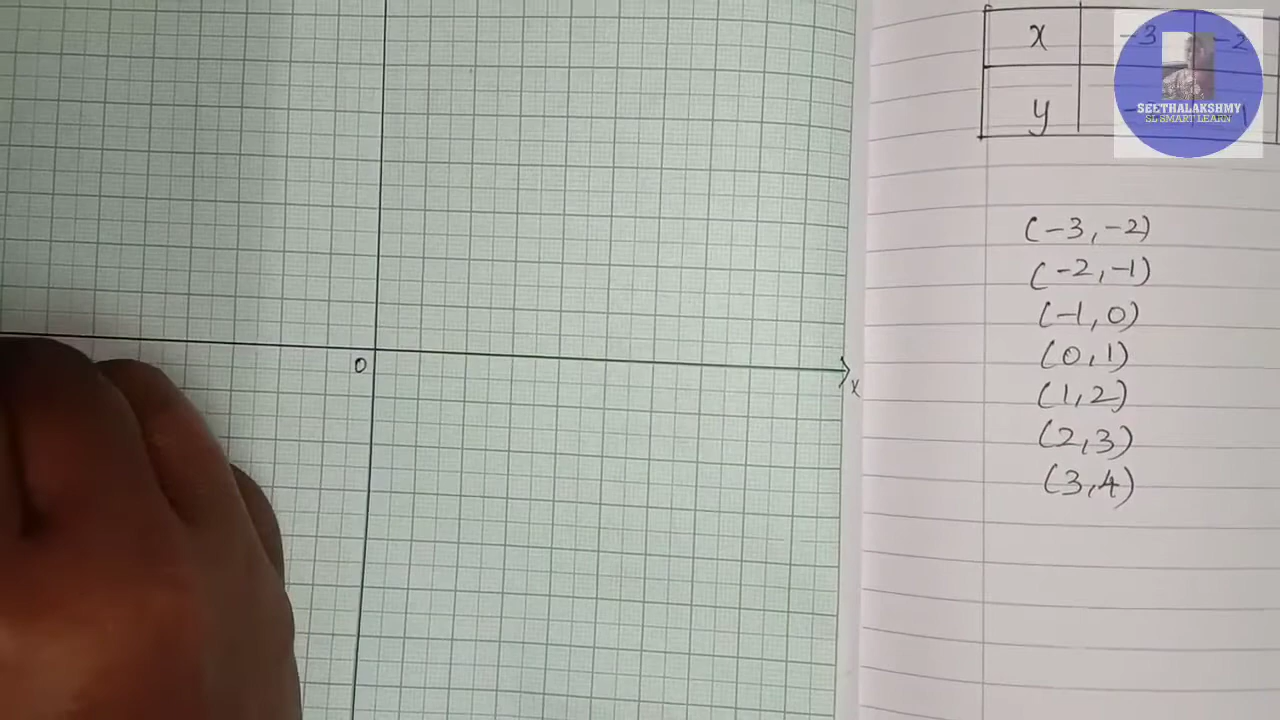 x -3 -2
y
SEETHALAKSHMY
SL SMART LEARN
(-3,-2)
(-2,-1)
(-1,0)
(0,1)
(1,2)
(2,3)
(3,4)
O
X